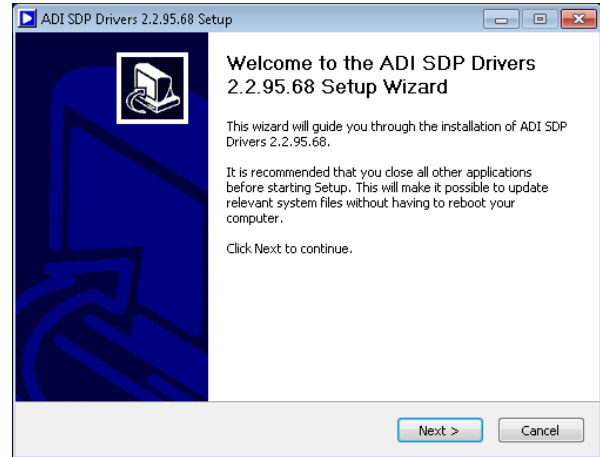 ADI SDP Drivers 2.2.95.68 Setup
Welcome to the ADI SDP Drivers
2.2.95.68 Setup Wizard
This wizard will guide you through the installation of ADI SDP
Drivers 2.2.95.68.
It is recommended that you close all other applications
before starting Setup. This will make it possible to update
relevant system files without having to reboot your
computer.
Click Next to continue.
Next >
Cancel